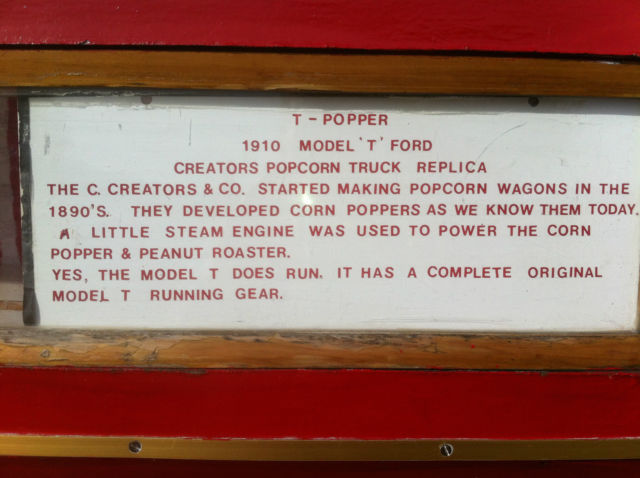 T - POPPER
1910 MODEL 'T' FORD
CREATORS POPCORN TRUCK REPLICA
THE C. CREATORS & CO. STARTED MAKING POPCORN WAGONS IN THE
1890'S. THEY DEVELOPED CORN POPPERS AS WE KNOW THEM TODAY.
A LITTLE STEAM ENGINE WAS USED TO POWER THE CORN
POPPER & PEANUT ROASTER.
YES, THE MODEL T DOES RUN. IT HAS A COMPLETE ORIGINAL
MODEL T RUNNING GEAR.